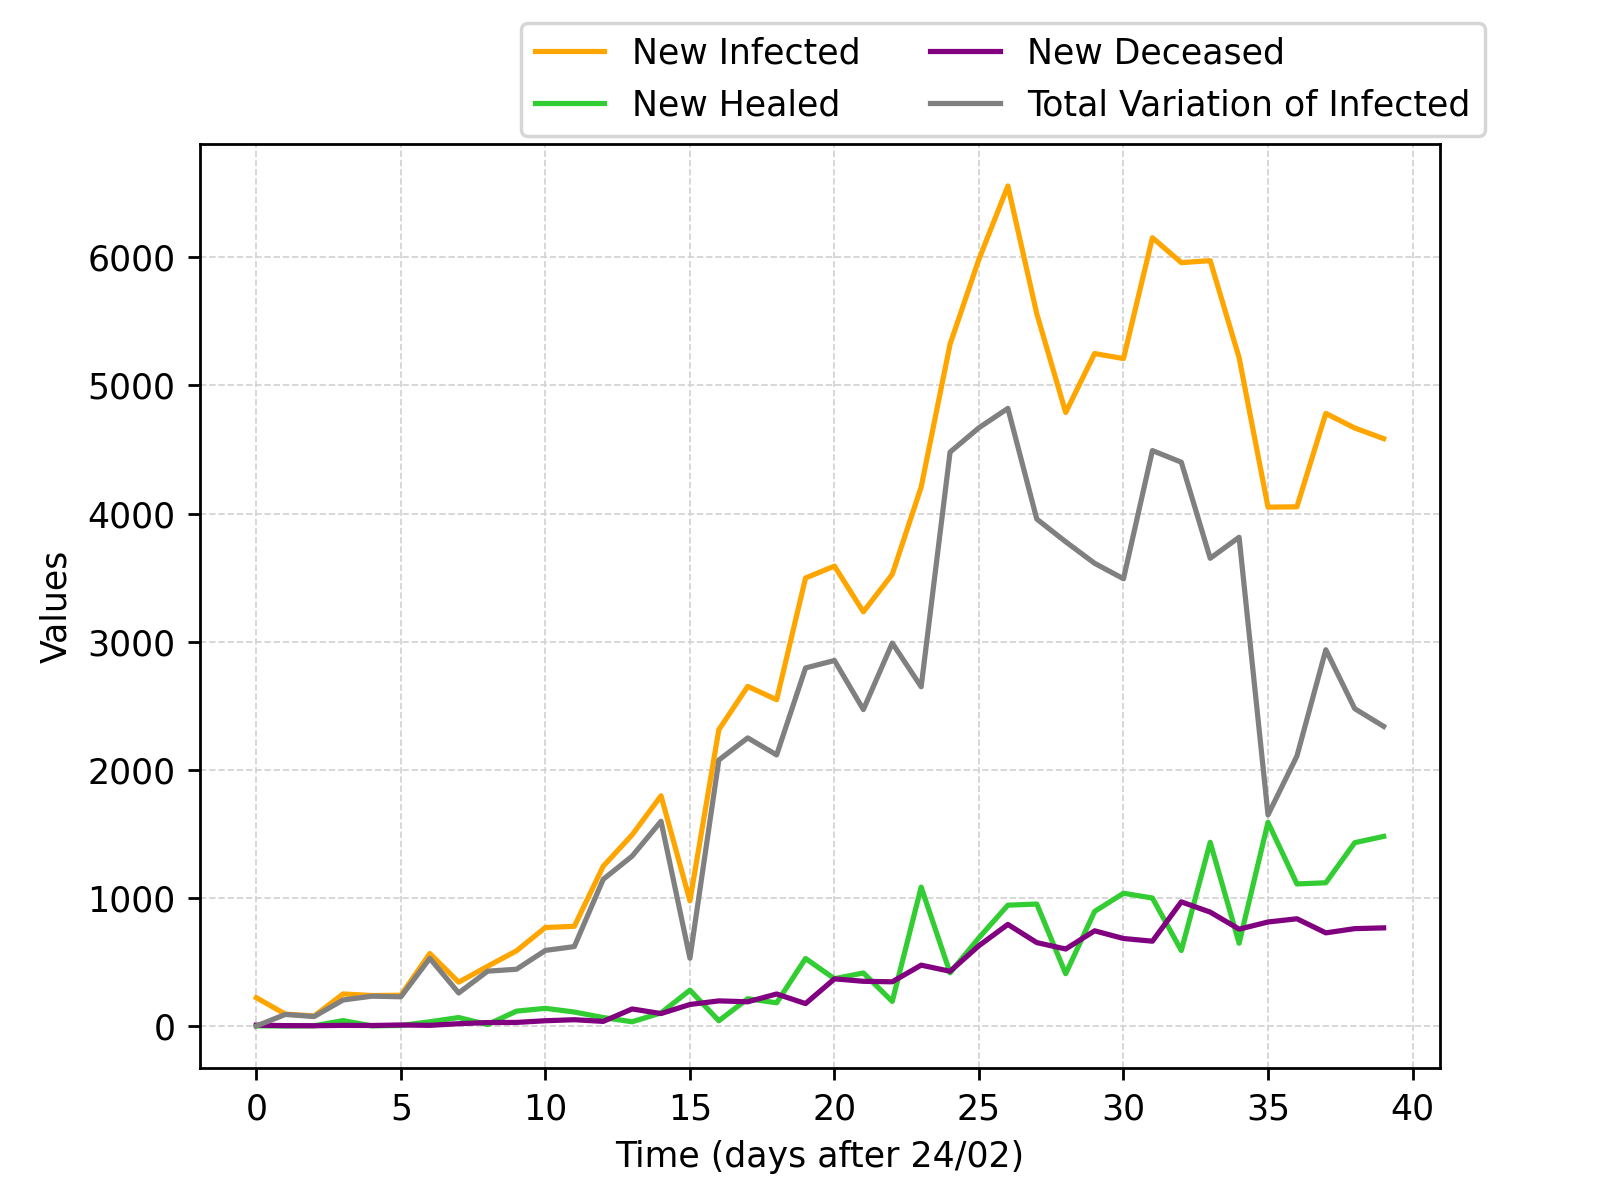 New Infected
New Healed
New Deceased
Total Variation of Infected
6000
5000
4000
3000
2000
1000
0
Values
0 5 10 15 20 25 30 35 40
Time (days after 24/02)